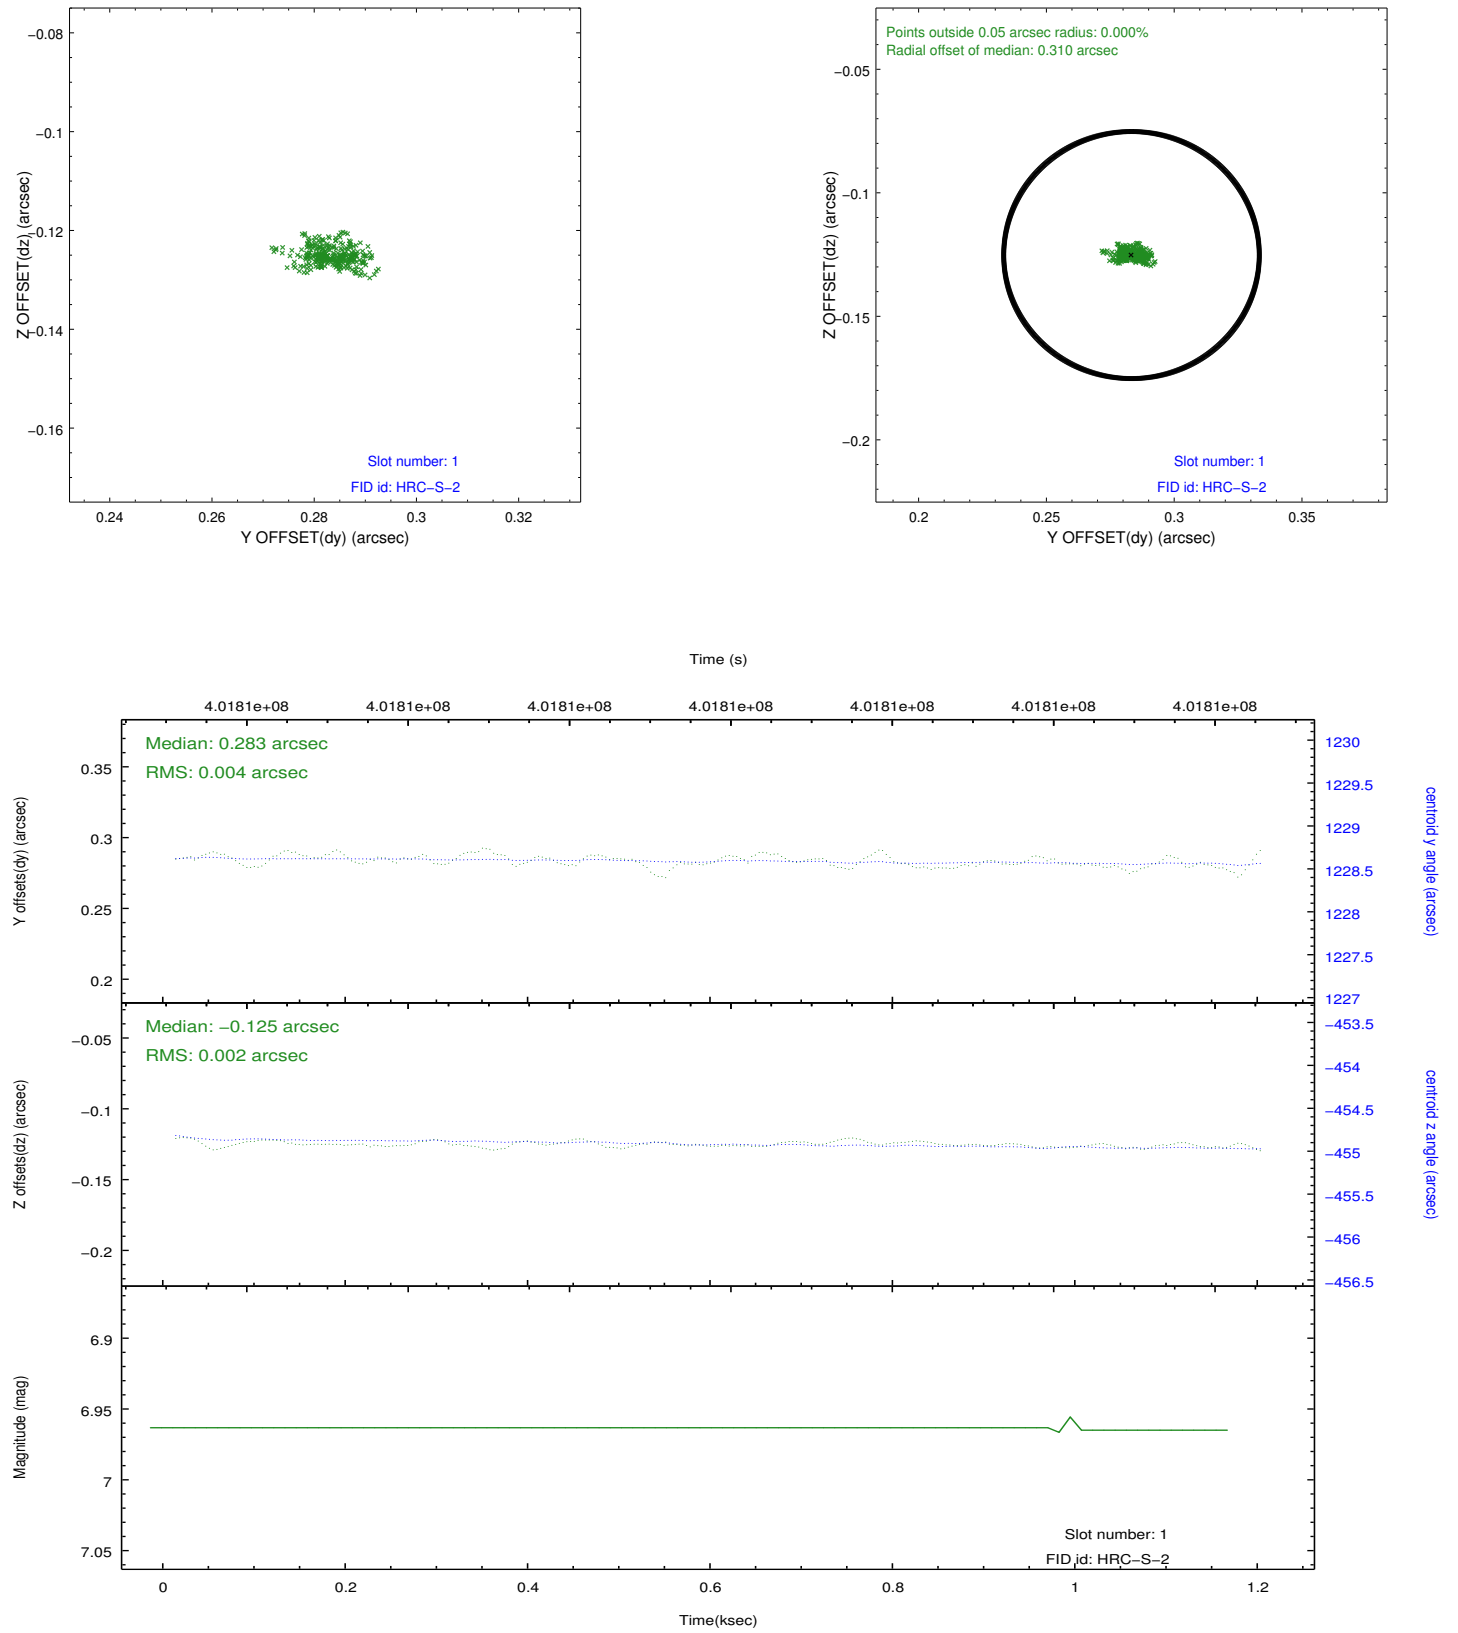 −0.08
−0.1
−0.12
−0.14
−0.16
Z OFFSET(dz) (arcsec)
Slot number: 1
FID id: HRC−S−2
0.24 0.26 0.28 0.3 0.32
Y OFFSET(dy) (arcsec)
Points outside 0.05 arcsec radius: 0.000%
Radial offset of median: 0.310 arcsec
−0.05
−0.1
−0.15
−0.2
Z OFFSET(dz) (arcsec)
Slot number: 1
FID id: HRC−S−2
0.2 0.25 0.3 0.35
Y OFFSET(dy) (arcsec)
Time (s)
4.0181e+08 4.0181e+08 4.0181e+08 4.0181e+08 4.0181e+08 4.0181e+08 4.0181e+08
Median: 0.283 arcsec
RMS: 0.004 arcsec
0.35
0.3
0.25
0.2
Y offsets(dy) (arcsec)
1230
1229.5
1229
1228.5
1228
1227.5
1227
centroid y angle (arcsec)
Median: −0.125 arcsec
RMS: 0.002 arcsec
−0.05
−0.1
−0.15
−0.2
Z offsets(dz) (arcsec)
−453.5
−454
−454.5
−455
−455.5
−456
−456.5
centroid z angle (arcsec)
6.9
6.95
7
7.05
Magnitude (mag)
Slot number: 1
FID id: HRC−S−2
0 0.2 0.4 0.6 0.8 1 1.2
Time(ksec)